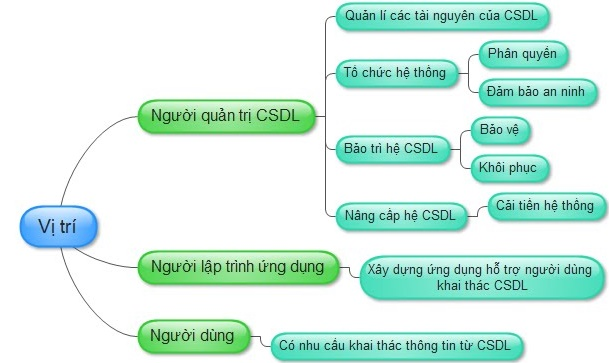 Vị trí
Người quản trị CSDL
Quản lí các tài nguyên của CSDL
Tổ chức hệ thống
Phân quyền
Đảm bảo an ninh
Bảo trì hệ CSDL
Bảo vệ
Khôi phục
Nâng cấp hệ CSDL
Cải tiến hệ thống
Người lập trình ứng dụng
Xây dựng ứng dụng hỗ trợ người dùng
khai thác CSDL
Người dùng
Có nhu cầu khai thác thông tin từ CSDL